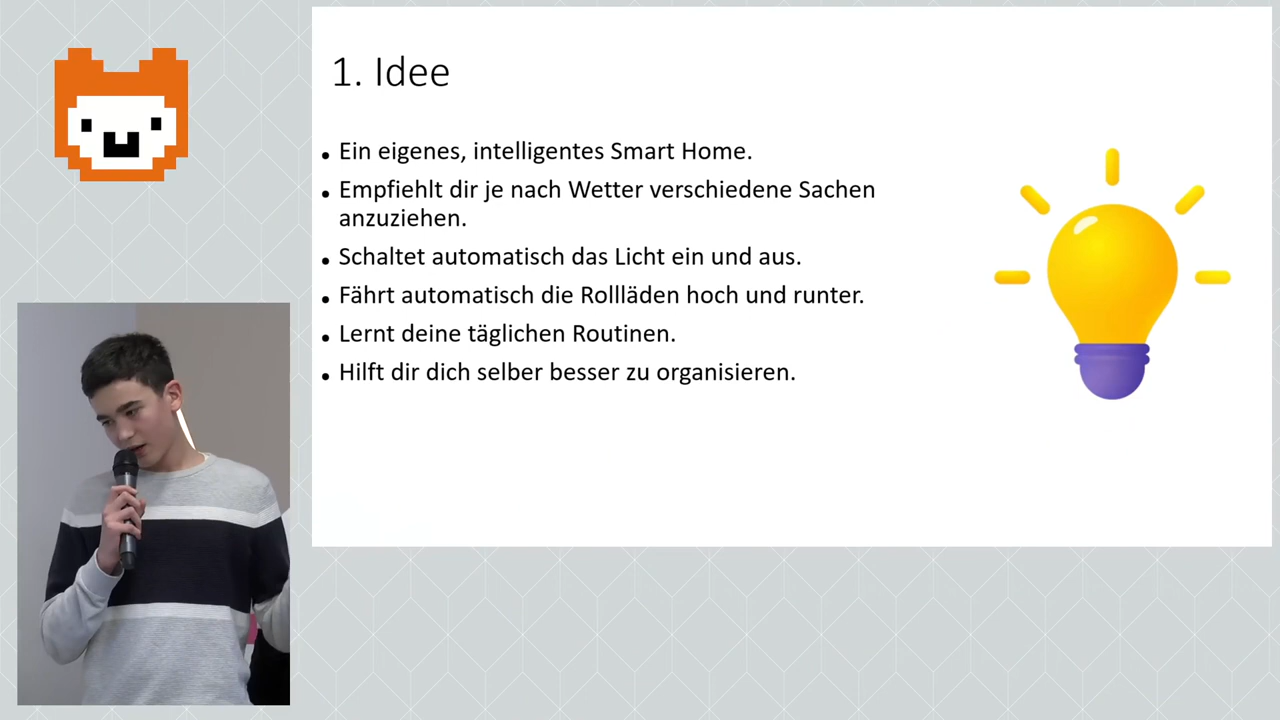 1. Idee
• Ein eigenes, intelligentes Smart Home.
• Empfiehlt dir je nach Wetter verschiedene Sachen
anzuziehen.
• Schaltet automatisch das Licht ein und aus.
• Fährt automatisch die Rollläden hoch und runter.
• Lernt deine täglichen Routinen.
• Hilft dir dich selber besser zu organisieren.